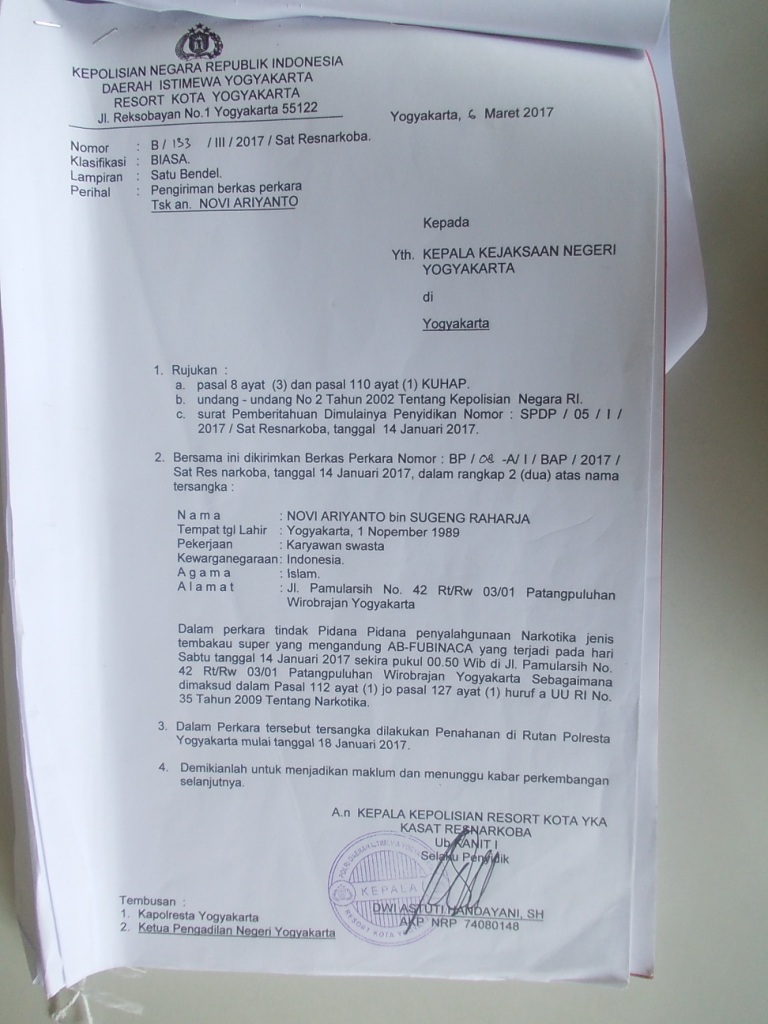 KEPOLISIAN NEGARA REPUBLIK INDONESIA
DAERAH ISTIMEWA YOGYAKARTA
RESORT KOTA YOGYAKARTA
Jl. Reksobayan No.1 Yogyakarta 55122
Yogyakarta, 6 Maret 2017
Nomor : B / 153 / III / 2017 / Sat Resnarkoba.
Klasifikasi : BIASA.
Lampiran : Satu Bendel.
Perihal : Pengiriman berkas perkara
Tsk an. NOVI ARIYANTO
Kepada
Yth. KEPALA KEJAKSAAN NEGERI
YOGYAKARTA
di
Yogyakarta
1. Rujukan :
a. pasal 8 ayat (3) dan pasal 110 ayat (1) KUHAP.
b. undang - undang No 2 Tahun 2002 Tentang Kepolisian Negara RI.
c. surat Pemberitahuan Dimulainya Penyidikan Nomor : SPDP / 05 / I /
2017 / Sat Resnarkoba, tanggal 14 Januari 2017.
2. Bersama ini dikirimkan Berkas Perkara Nomor : BP / 08 -A/ I / BAP / 2017 /
Sat Res narkoba, tanggal 14 Januari 2017, dalam rangkap 2 (dua) atas nama
tersangka :
N a m a : NOVI ARIYANTO bin SUGENG RAHARJA
Tempat tgl Lahir : Yogyakarta, 1 Nopember 1989
Pekerjaan : Karyawan swasta
Kewarganegaraan : Indonesia.
A g a m a : Islam.
A l a m a t : Jl. Pamularsih No. 42 Rt/Rw 03/01 Patangpuluhan
Wirobrajan Yogyakarta
Dalam perkara tindak Pidana Pidana penyalahgunaan Narkotika jenis
tembakau super yang mengandung AB-FUBINACA yang terjadi pada hari
Sabtu tanggal 14 Januari 2017 sekira pukul 00.50 Wib di Jl. Pamularsih No.
42 Rt/Rw 03/01 Patangpuluhan Wirobrajan Yogyakarta Sebagaimana
dimaksud dalam Pasal 112 ayat (1) jo pasal 127 ayat (1) huruf a UU RI No.
35 Tahun 2009 Tentang Narkotika.
3. Dalam Perkara tersebut tersangka dilakukan Penahanan di Rutan Polresta
Yogyakarta mulai tanggal 18 Januari 2017.
4. Demikianlah untuk menjadikan maklum dan menunggu kabar perkembangan
selanjutnya.
A.n KEPALA KEPOLISIAN RESORT KOTA YKA
KASAT RESNARKOBA
Ub KANIT I
Selaku Penyidik
KEPALA
DWI ASTUTI HANDAYANI, SH
AKP NRP 74080148
Tembusan :
1. Kapolresta Yogyakarta
2. Ketua Pengadilan Negeri Yogyakarta